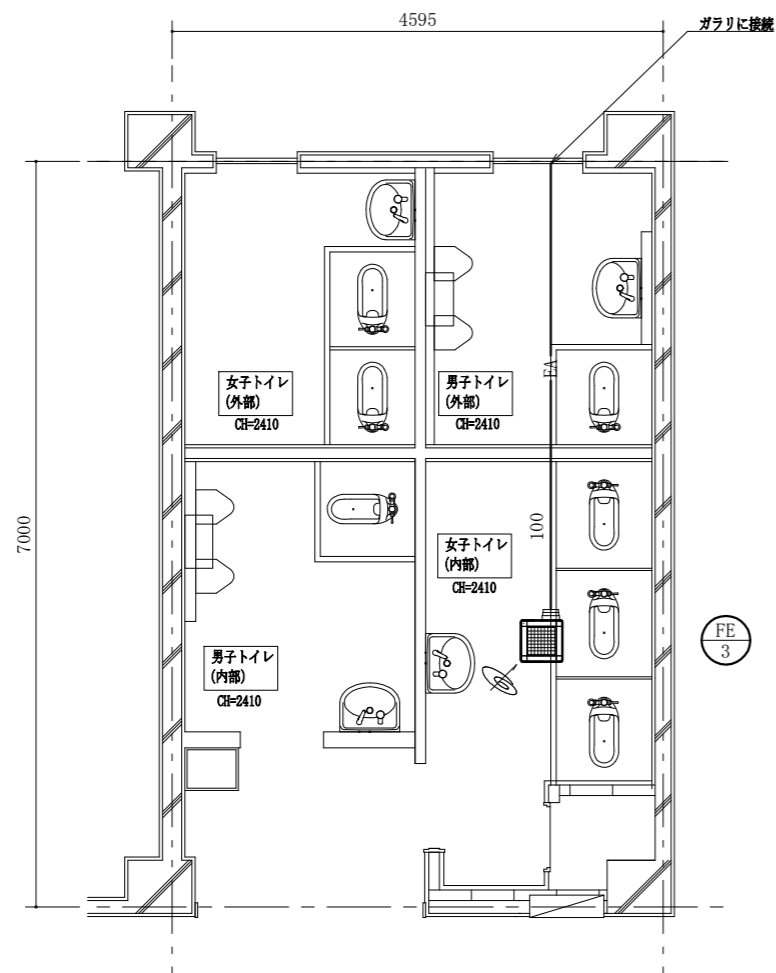 4595
ガラリに接続
女子トイレ
(外部)
CH=2410
男子トイレ
(外部)
CH=2410
EA
7000
100
女子トイレ
(内部)
CH=2410
男子トイレ
(内部)
CH=2410
FE
3